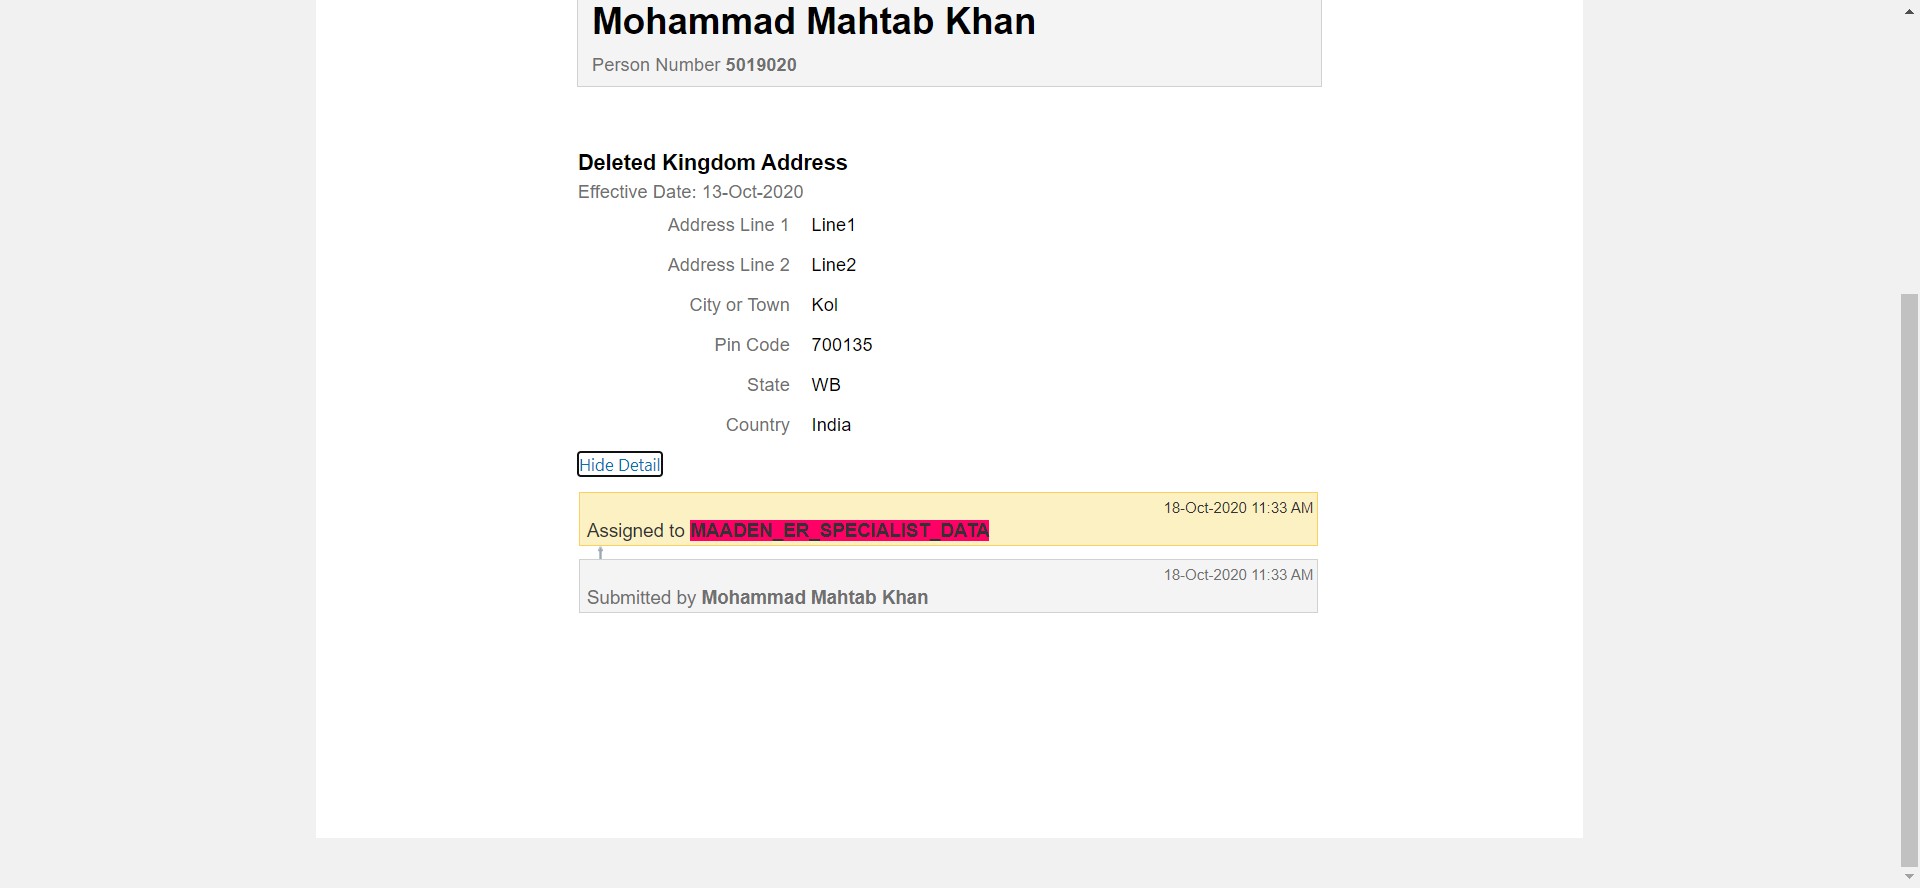 Mohammad Mahtab Khan
Person Number 5019020
Deleted Kingdom Address
Effective Date: 13-Oct-2020
Address Line 1 Line1
Address Line 2 Line2
City or Town Kol
Pin Code 700135
State WB
Country India
Hide Detail
18-Oct-2020 11:33 AM
Assigned to MAADEN_ER_SPECIALIST_DATA
18-Oct-2020 11:33 AM
Submitted by Mohammad Mahtab Khan